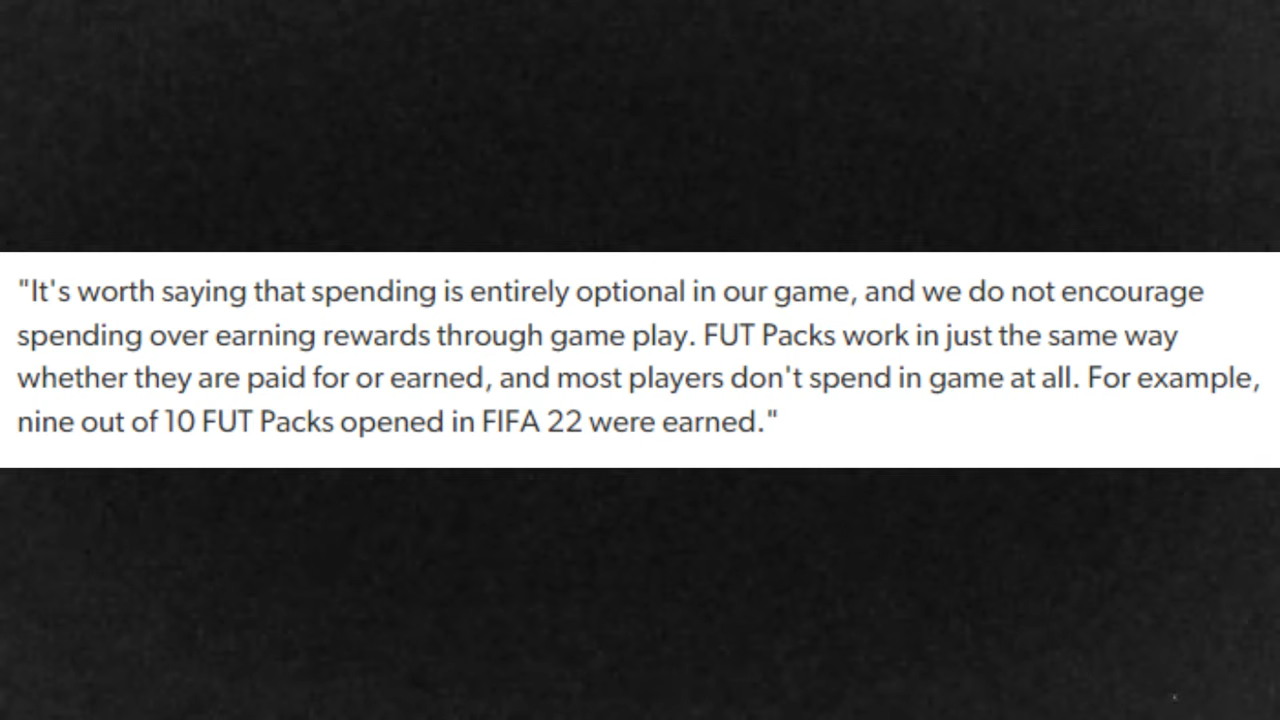 "It's worth saying that spending is entirely optional in our game, and we do not encourage
spending over earning rewards through game play. FUT Packs work in just the same way
whether they are paid for or earned, and most players don't spend in game at all. For example,
nine out of 10 FUT Packs opened in FIFA 22 were earned."